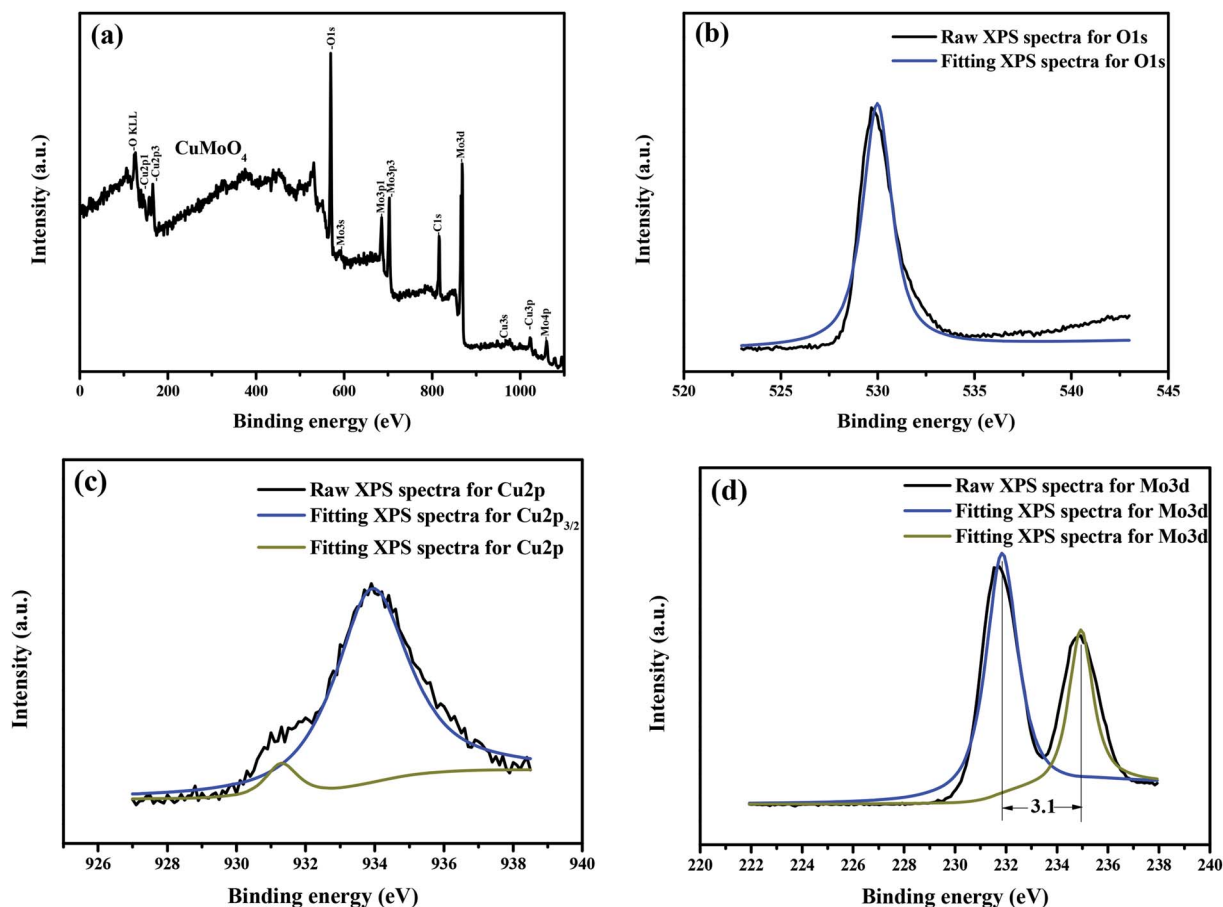 (a)
-O KLL
-Cu2p1
-Cu2p3
CuMoO4
-O1s
-Mo3s
-Mo3p1
-Mo3p3
C1s
-Mo3d
Cu3s
-Cu3p
Mo4p
Intensity (a.u.)
0 200 400 600 800 1000
Binding energy (eV)
(b)
Raw XPS spectra for O1s
Fitting XPS spectra for O1s
Intensity (a.u.)
520 525 530 535 540 545
Binding energy (eV)
(c)
Raw XPS spectra for Cu2p
Fitting XPS spectra for Cu2p3/2
Fitting XPS spectra for Cu2p
Intensity (a.u.)
926 928 930 932 934 936 938 940
Binding energy (eV)
(d)
Raw XPS spectra for Mo3d
Fitting XPS spectra for Mo3d
Fitting XPS spectra for Mo3d
3.1
Intensity (a.u.)
220 222 224 226 228 230 232 234 236 238 240
Binding energy (eV)